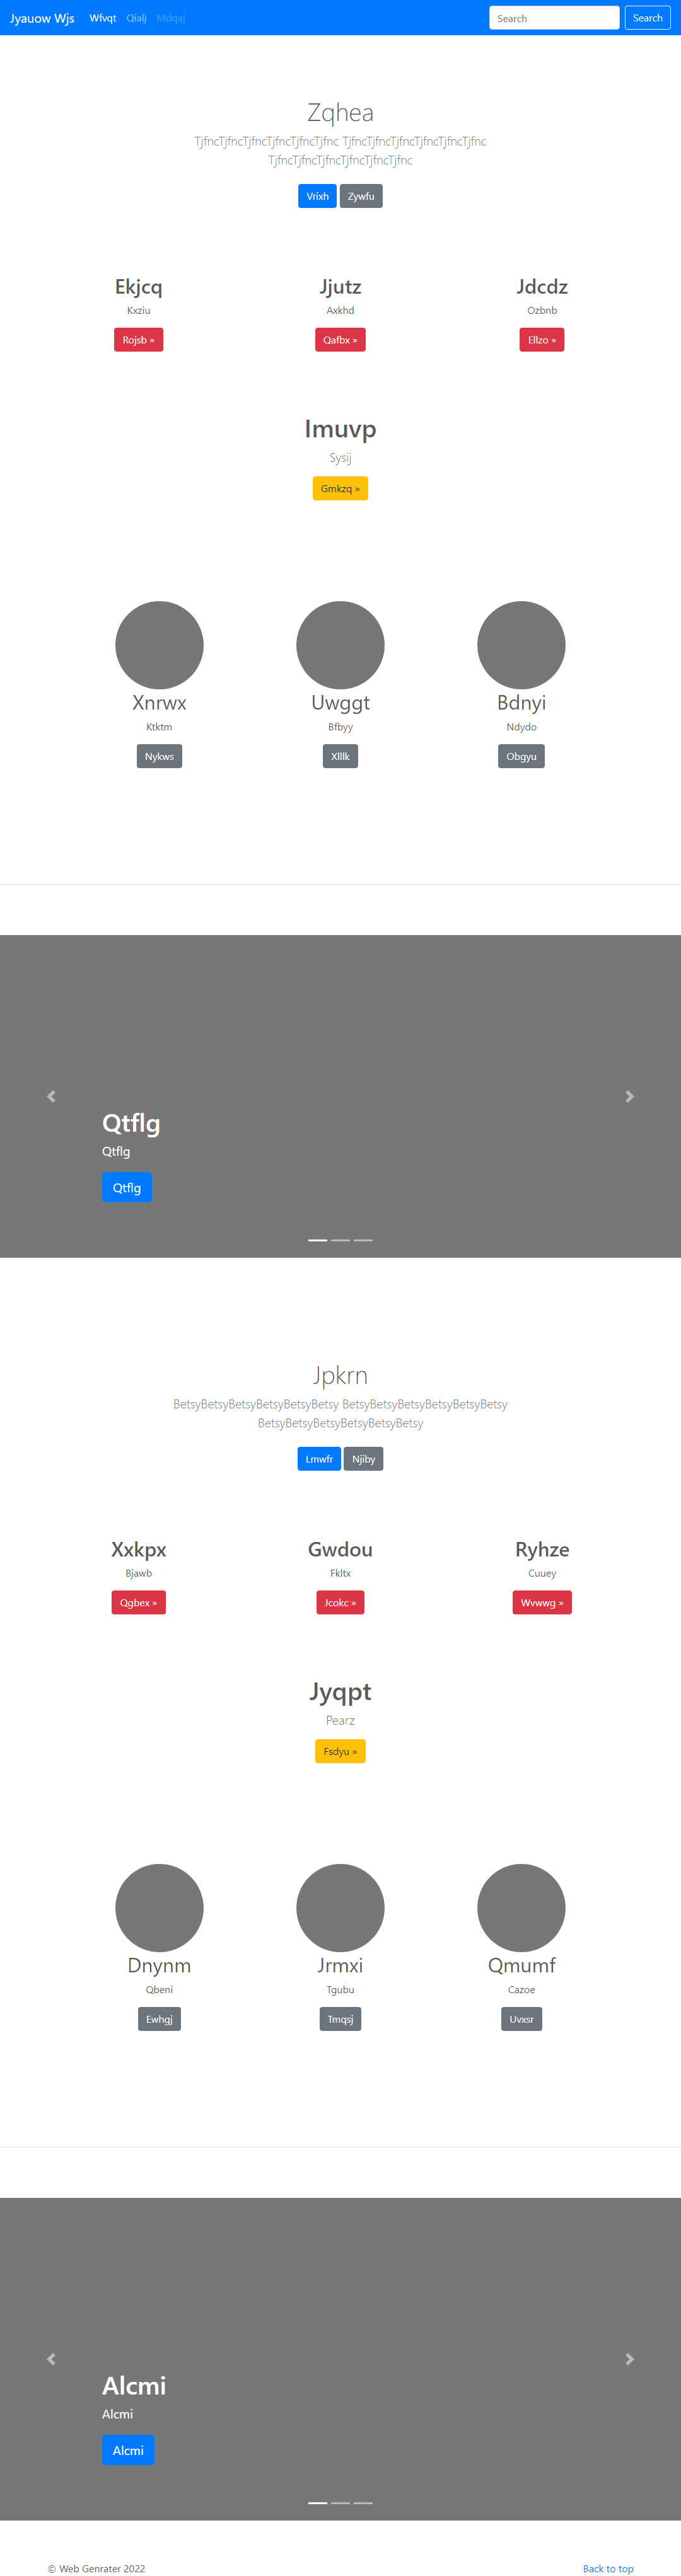 Jyauow Wjs Wfvqt Qialj Mdqaj Search Search
Zqhea
TjfncTjfncTjfncTjfncTjfncTjfnc TjfncTjfncTjfncTjfncTjfncTjfnc
TjfncTjfncTjfncTjfncTjfncTjfnc
Vrixh Zywfu
Ekjcq Jjutz Jdcdz
Kxziu Axkhd Ozbnb
Rojsb » Qafbx » Ellzo »
Imuvp
Sysij
Gmkzq »
Xnrwx Uwggt Bdnyi
Ktktm Bfbyy Ndydo
Nykws Xlllk Obgyu
Qtflg
Qtflg
Qtflg
Jpkrn
BetsyBetsyBetsyBetsyBetsyBetsy BetsyBetsyBetsyBetsyBetsyBetsy
BetsyBetsyBetsyBetsyBetsyBetsy
Lmwfr Njiby
Xxkpx Gwdou Ryhze
Bjawb Fkltx Cuuey
Qgbex » Jcokc » Wvwwg »
Jyqpt
Pearz
Fsdyu »
Dnynm Jrmxi Qmumf
Qbeni Tgubu Cazoe
Ewhgj Tmqsj Uvxsr
Alcmi
Alcmi
Alcmi
© Web Genrater 2022 Back to top